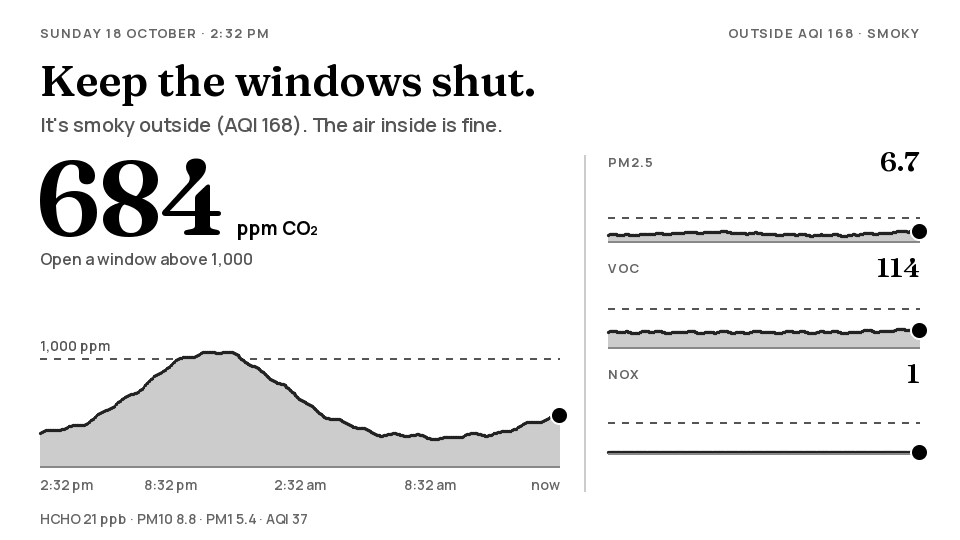 SUNDAY 18 OCTOBER · 2:32 PM
OUTSIDE AQI 168 · SMOKY
Keep the windows shut.
It's smoky outside (AQI 168). The air inside is fine.
684 ppm CO₂
Open a window above 1,000
1,000 ppm
2:32 pm 8:32 pm 2:32 am 8:32 am now
HCHO 21 ppb · PM10 8.8 · PM1 5.4 · AQI 37
PM2.5 6.7
VOC 114
NOX 1